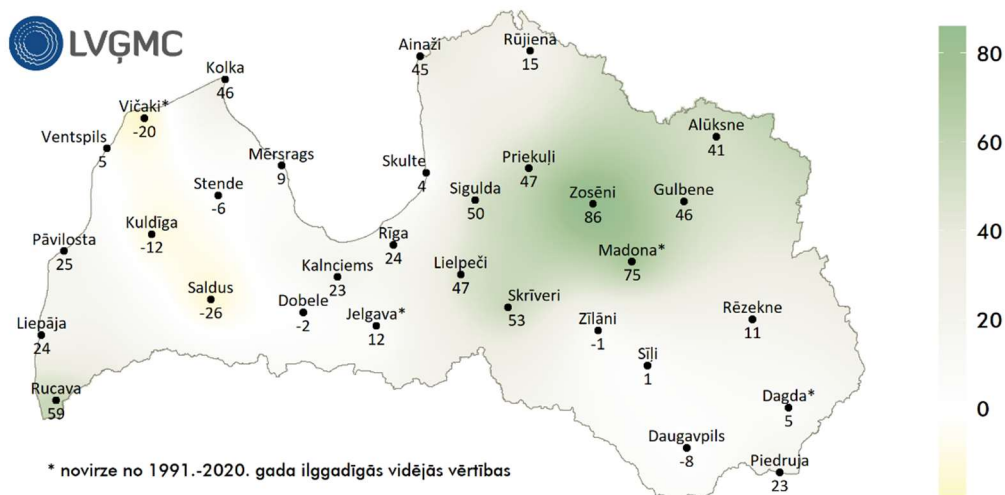 LVĢMC
Ainaži
45
Rūjiena
15
Kolka
46
Vičaki*
-20
Ventspils
5
Mērsrags
9
Stende
-6
Skulte
4
Priekuļi
47
Alūksne
41
Sigulda
50
Zosēni
86
Gulbene
46
Kuldīga
-12
Pāvilosta
25
Rīga
24
Madona*
75
Kalnciems
23
Lielpeči
47
Saldus
-26
Dobele
-2
Jelgava*
12
Skrīveri
53
Zīlāni
-1
Rēzekne
11
Liepāja
24
Sīļi
1
Rucava
59
Dagda*
5
Daugavpils
-8
Piedruja
23
* novirze no 1991.-2020. gada ilggadīgās vidējās vērtības
80
60
40
20
0